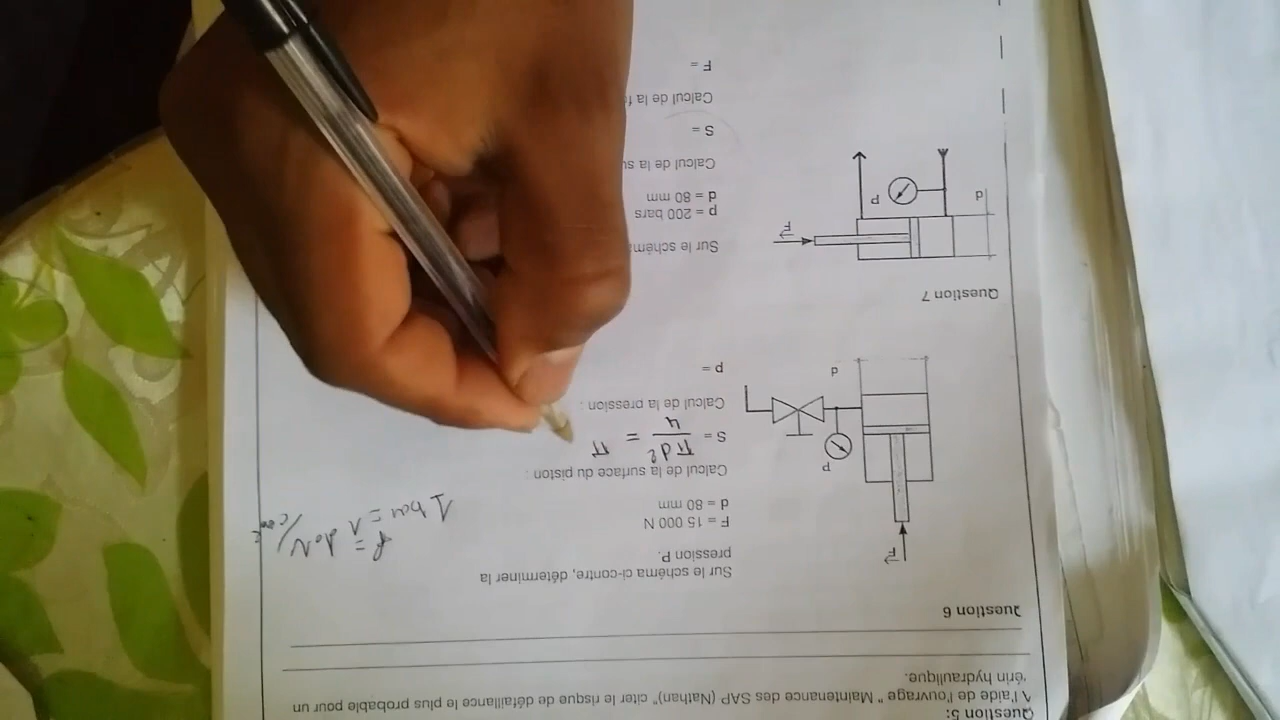 Question 5:
A l'aide de l'ouvrage " Maintenance des SAP (Nathan)" citer le risque de défaillance le plus probable pour un
vérin hydraulique.
Question 6
Sur le schéma ci-contre, déterminer la
pression P.
F = 15 000 N
d = 80 mm
P = daN/cm²
1 bar = 1
Calcul de la surface du piston :
S = πd²/4 = π
Calcul de la pression :
p =
F
P
d
Question 7
Sur le schéma
p = 200 bars
d = 80 mm
Calcul de la
S =
Calcul de la
F =
F
P
d